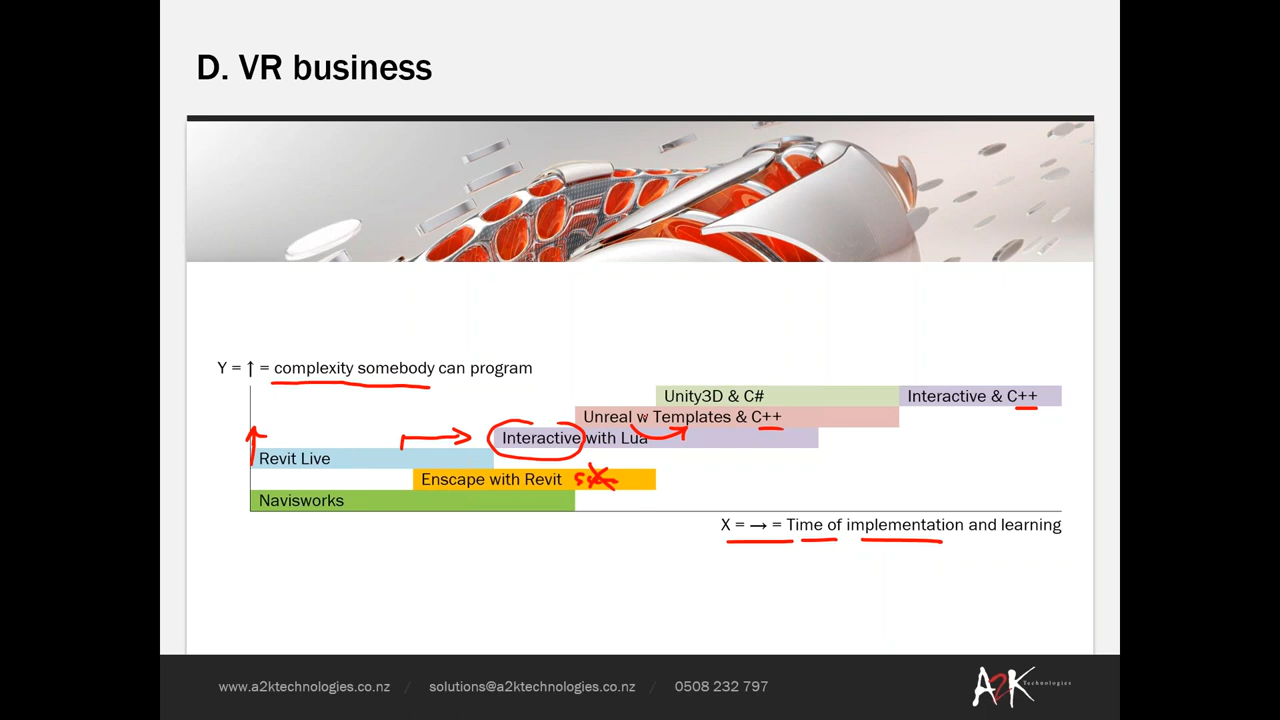 D. VR business
Y = ↑ = complexity somebody can program
Unity3D & C#
Interactive & C++
Unreal w Templates & C++
Interactive with Lua
Revit Live
Enscape with Revit
Navisworks
X = → = Time of implementation and learning
www.a2ktechnologies.co.nz / solutions@a2ktechnologies.co.nz / 0508 232 797
A2K Technologies